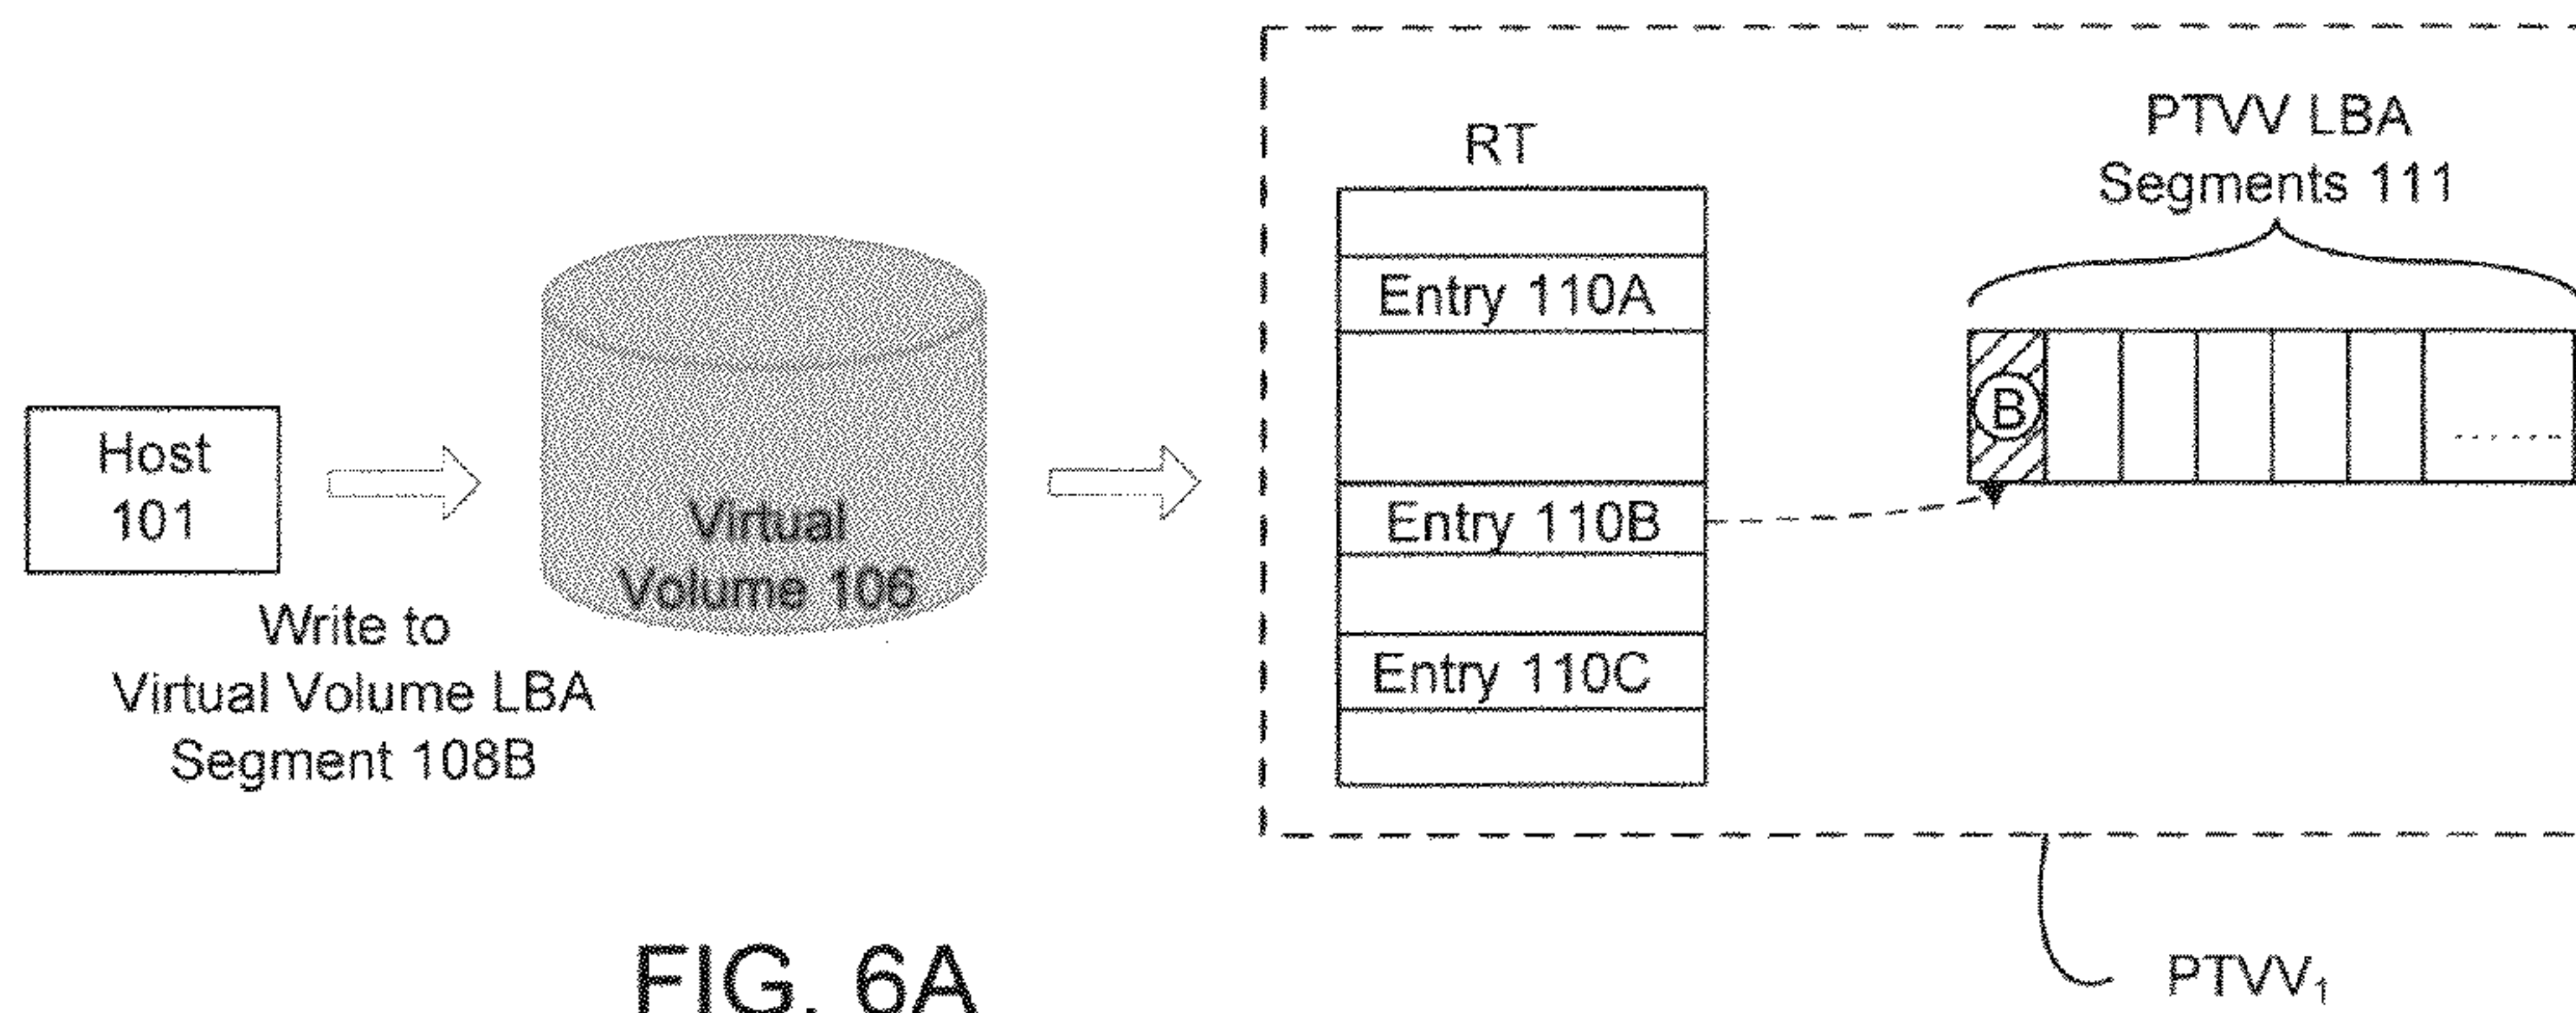 Host
101
Write to
Virtual Volume LBA
Segment 108B
Virtual
Volume 106
RT
Entry 110A
Entry 110B
Entry 110C
PTVV LBA
Segments 111
B
PTVV₁
FIG. 6A